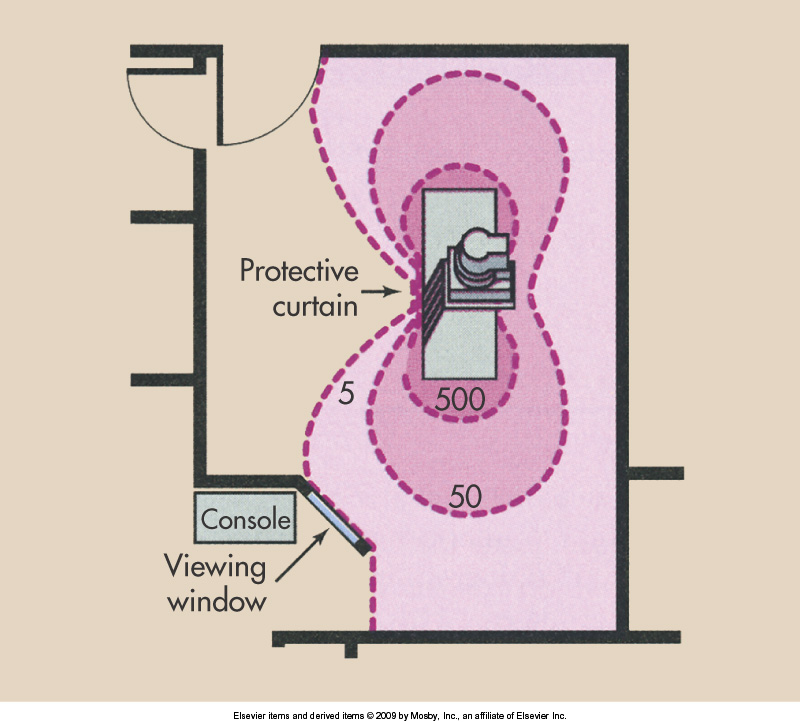 Protective
curtain
5
500
50
Console
Viewing
window
Elsevier items and derived items © 2009 by Mosby, Inc., an affiliate of Elsevier Inc.